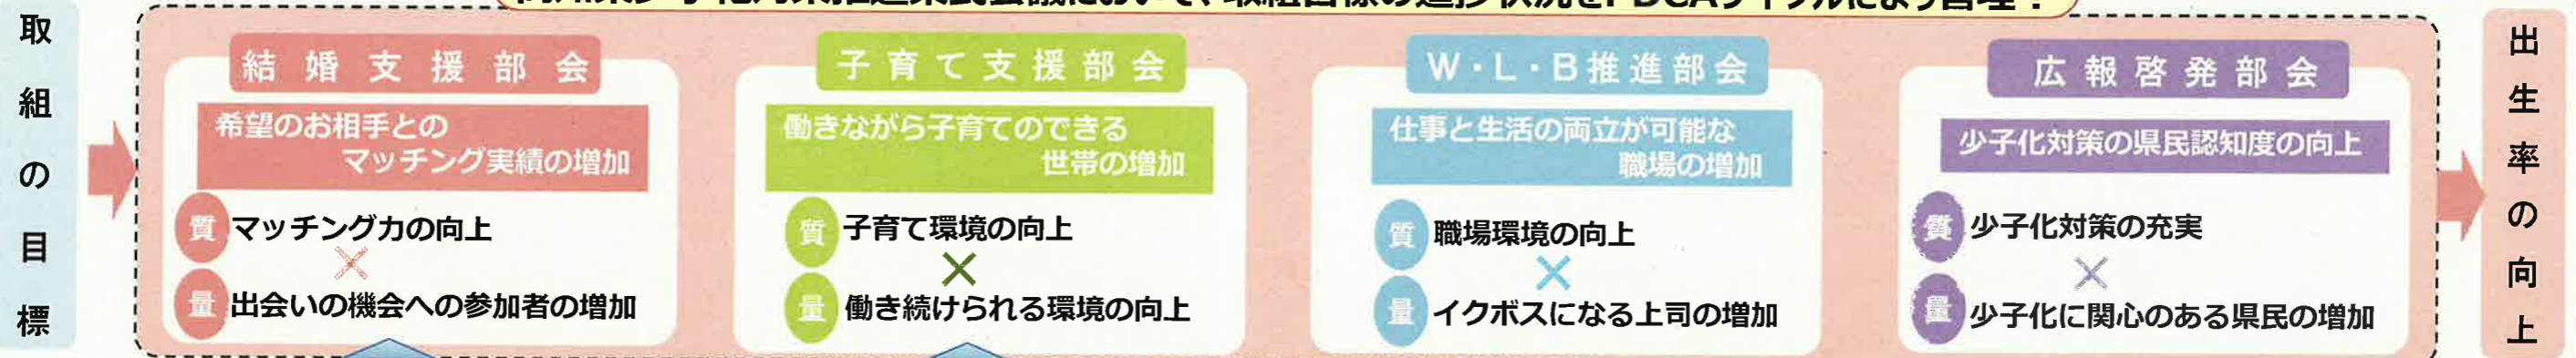 取組の目標
結婚支援部会
希望のお相手との
マッチング実績の増加
質 マッチング力の向上
×
量 出会いの機会への参加者の増加
子育て支援部会
働きながら子育てのできる
世帯の増加
質 子育て環境の向上
×
量 働き続けられる環境の向上
W・L・B推進部会
仕事と生活の両立が可能な
職場の増加
質 職場環境の向上
×
量 イクボスになる上司の増加
広報啓発部会
少子化対策の県民認知度の向上
質 少子化対策の充実
×
量 少子化に関心のある県民の増加
出生率の向上